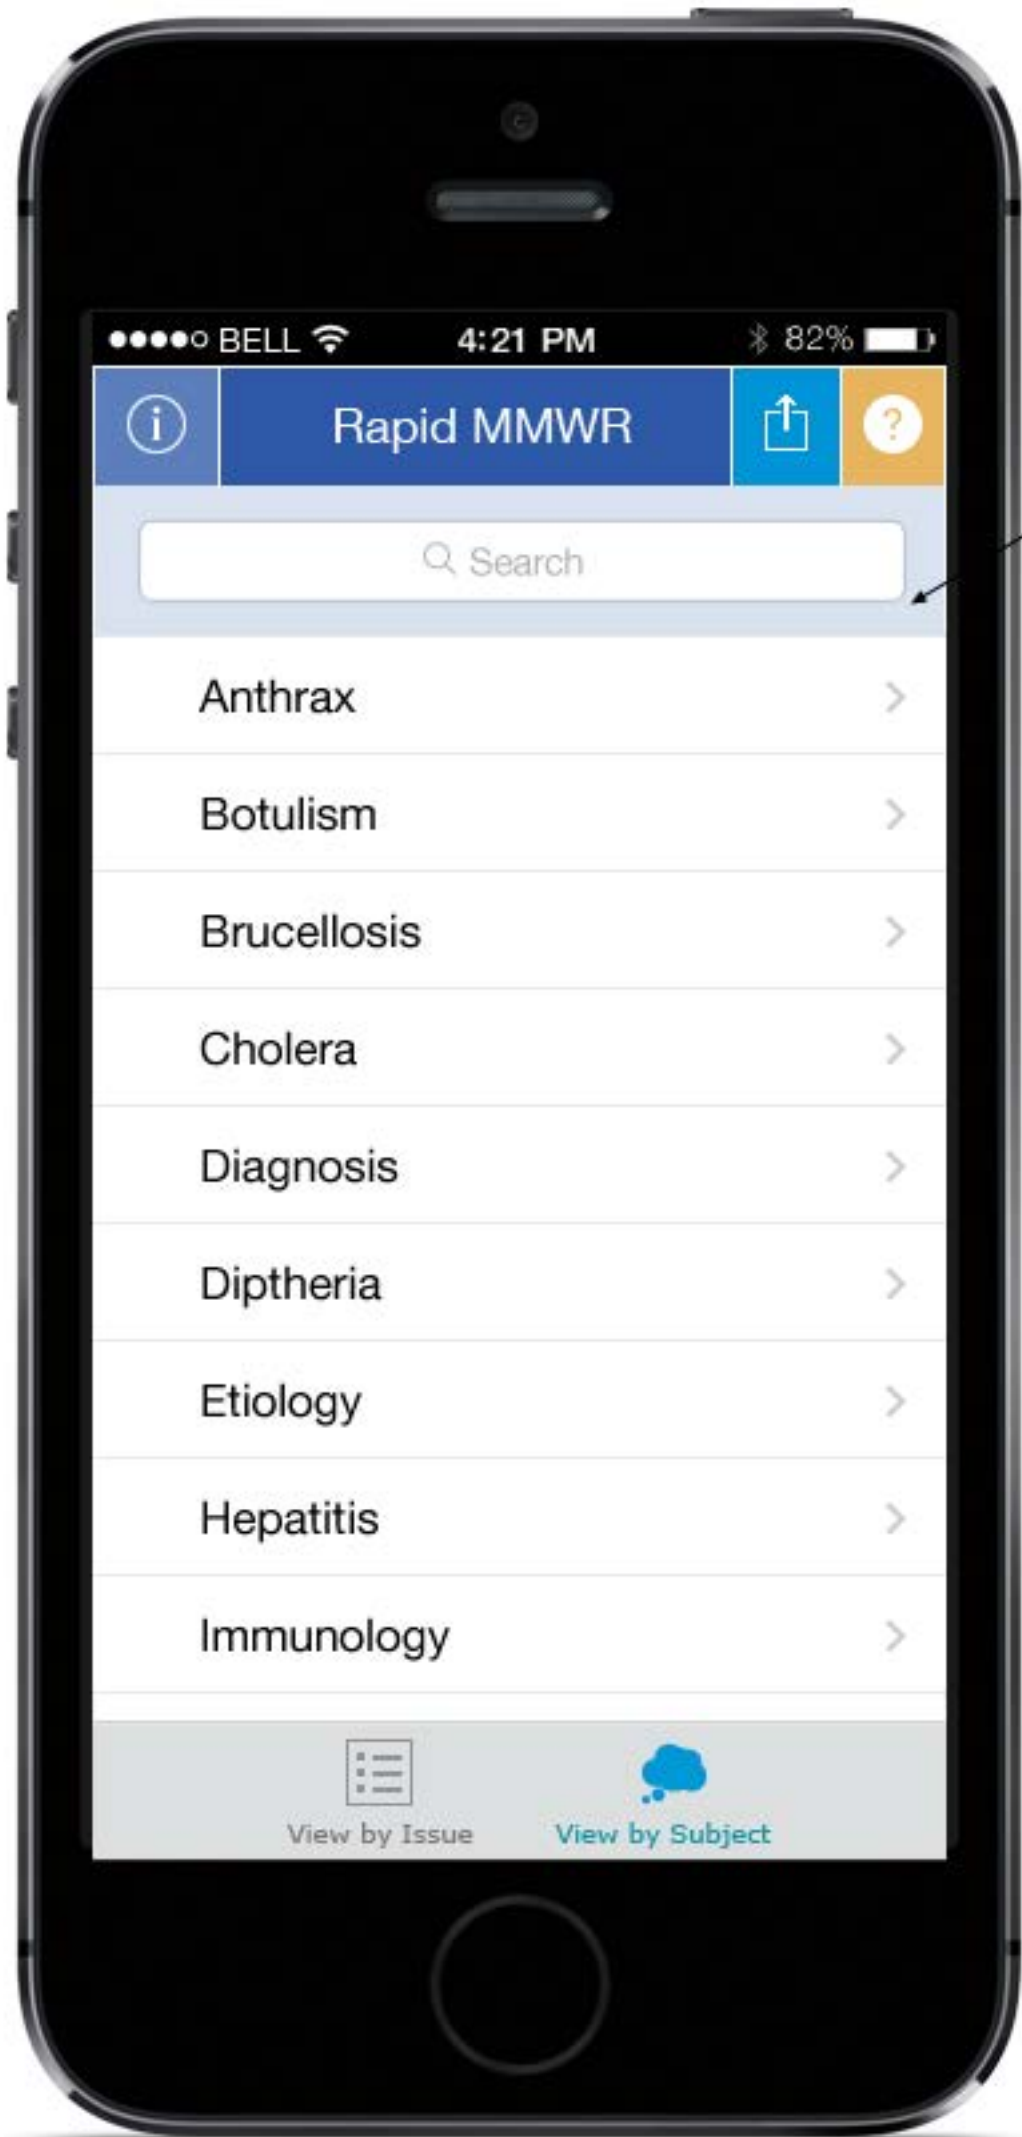 BELL 4:21 PM 82%
i Rapid MMWR ?
Search
Anthrax
Botulism
Brucellosis
Cholera
Diagnosis
Diptheria
Etiology
Hepatitis
Immunology
View by Issue View by Subject